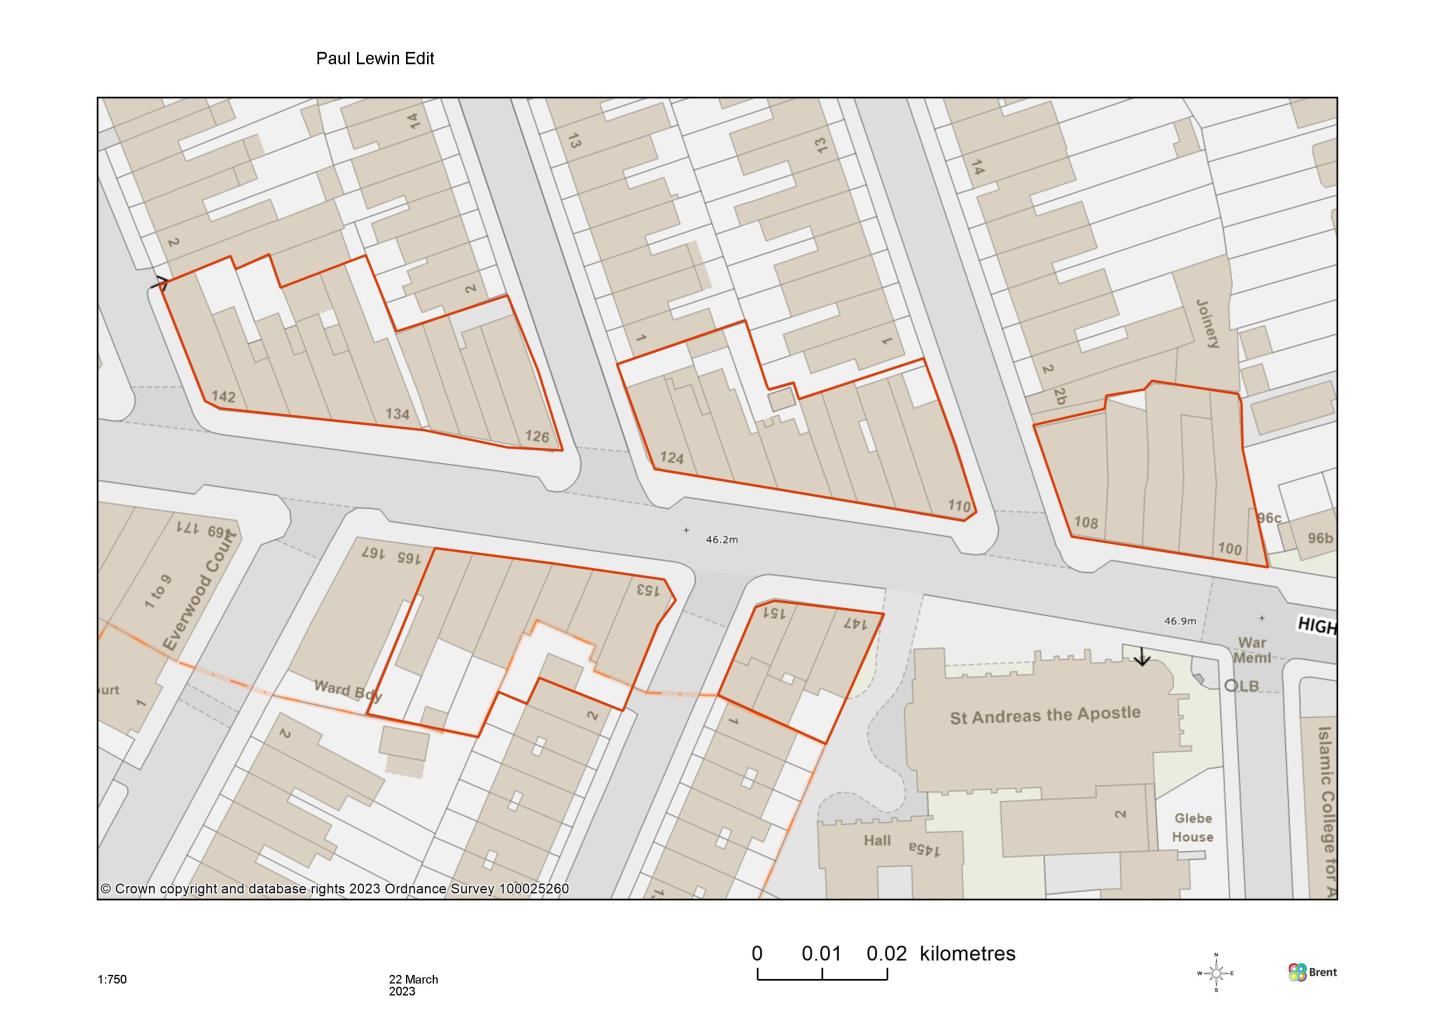 Paul Lewin Edit
14
13
13
14
2
2
1
1
2
2b
Joinery
142
134
126
124
110
108
100
96c
96b
46.2m
171
169
1 to 9
Everwood Court
167
165
153
151
147
46.9m
HIGH
War
Meml
LB
Ward Bdy
1
2
2
1
St Andreas the Apostle
2
Glebe
House
Hall
145a
Islamic College for A
© Crown copyright and database rights 2023 Ordnance Survey 100025260
0 0.01 0.02 kilometres
1:750
22 March
2023
N
W E
S
Brent